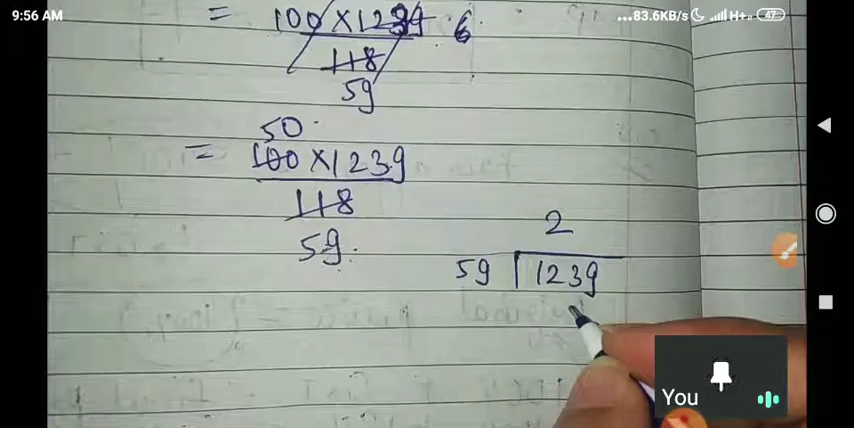 9:56 AM
...83.6KB/s H+ 47
= 100 X 1239 6
118
59
50
= 100 X 1239
118
59.
2
59 1239
You